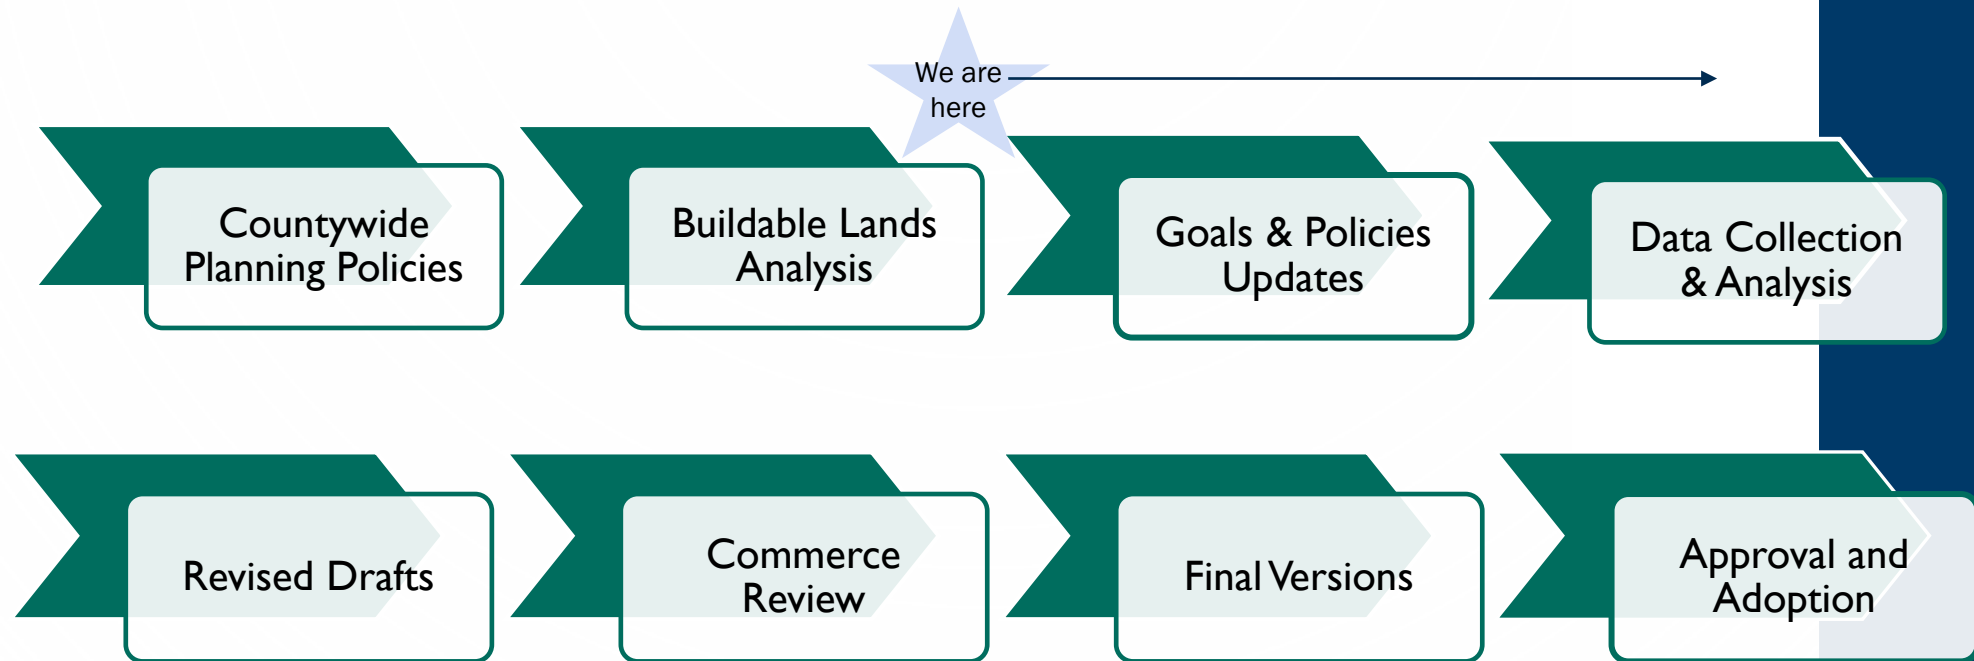 We are
here
Countywide
Planning Policies
Buildable Lands
Analysis
Goals & Policies
Updates
Data Collection
& Analysis
Revised Drafts
Commerce
Review
Final Versions
Approval and
Adoption